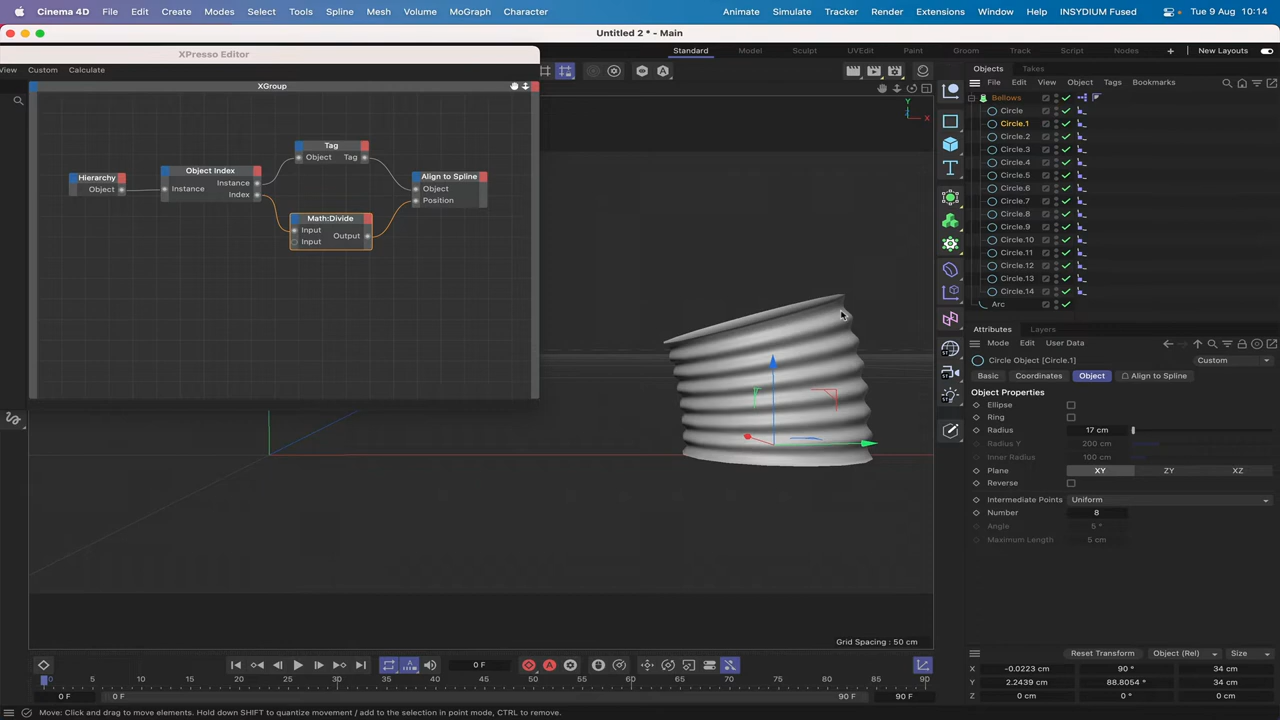 Cinema 4D File Edit Create Modes Select Tools Spline Mesh Volume MoGraph Character Animate Simulate Tracker Render Extensions Window Help INSYDIUM Fused Tue 9 Aug 10:14
Untitled 2 * - Main
XPresso Editor
Standard Model Sculpt UVEdit Paint Groom Track Script Nodes New Layouts
View Custom Calculate
Objects Takes
File Edit View Object Tags Bookmarks
XGroup
Bellows
Circle
Circle.1
Circle.2
Circle.3
Circle.4
Circle.5
Circle.6
Circle.7
Circle.8
Circle.9
Circle.10
Circle.11
Circle.12
Circle.13
Circle.14
Arc
Hierarchy
Object
Object Index
Instance Instance
Index
Tag
Object Tag
Math:Divide
Input
Output
Input
Align to Spline
Object
Position
Y
X
Z
Attributes Layers
Mode Edit User Data
Circle Object [Circle.1] Custom
Basic Coordinates Object Align to Spline
Object Properties
Ellipse
Ring
Radius 17 cm
Radius Y 200 cm
Inner Radius 100 cm
Plane XY ZY XZ
Reverse
Intermediate Points Uniform
Number 8
Angle 5 °
Maximum Length 5 cm
Grid Spacing : 50 cm
0 F
0 5 10 15 20 25 30 35 40 45 50 55 60 65 70 75 80 85 90
0 F 0 F 90 F 90 F
Reset Transform Object (Rel) Size
X -0.0223 cm 90 ° 34 cm
Y 2.2439 cm 88.8054 ° 34 cm
Z 0 cm 0 ° 0 cm
Move: Click and drag to move elements. Hold down SHIFT to quantize movement / add to the selection in point mode, CTRL to remove.